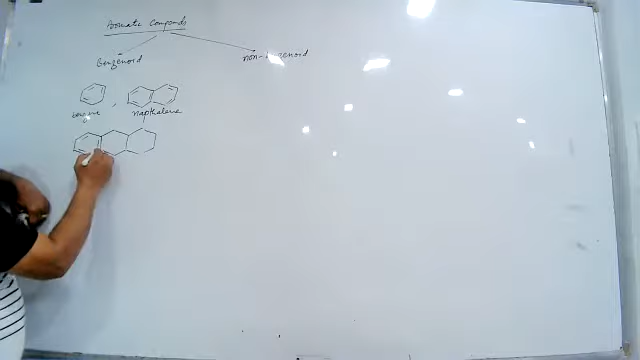 Aromatic Compounds
Benzenoid
non-benzenoid
benzene , napthalene